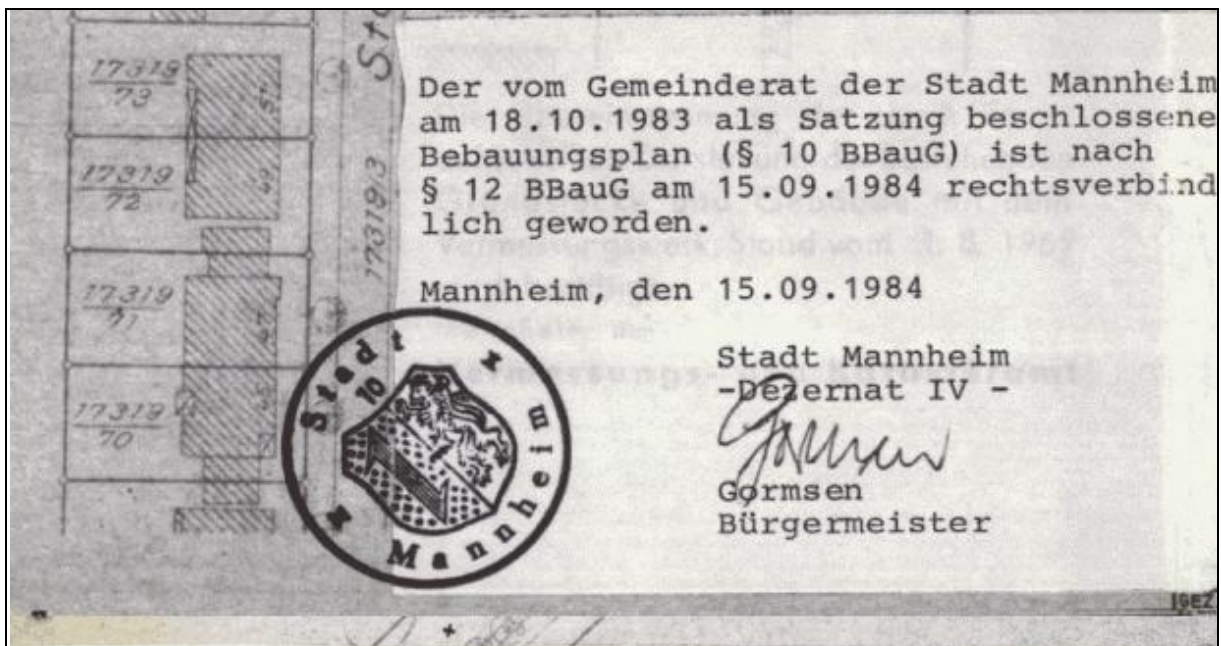 17319
73
17319
72
17319
71
17319
70
17319/3
Der vom Gemeinderat der Stadt Mannheim
am 18.10.1983 als Satzung beschlossene
Bebauungsplan (§ 10 BBauG) ist nach
§ 12 BBauG am 15.09.1984 rechtsverbind
lich geworden.
Mannheim, den 15.09.1984
Stadt Mannheim
-Dezernat IV -
Gormsen
Gormsen
Bürgermeister
Stadt Mannheim
10